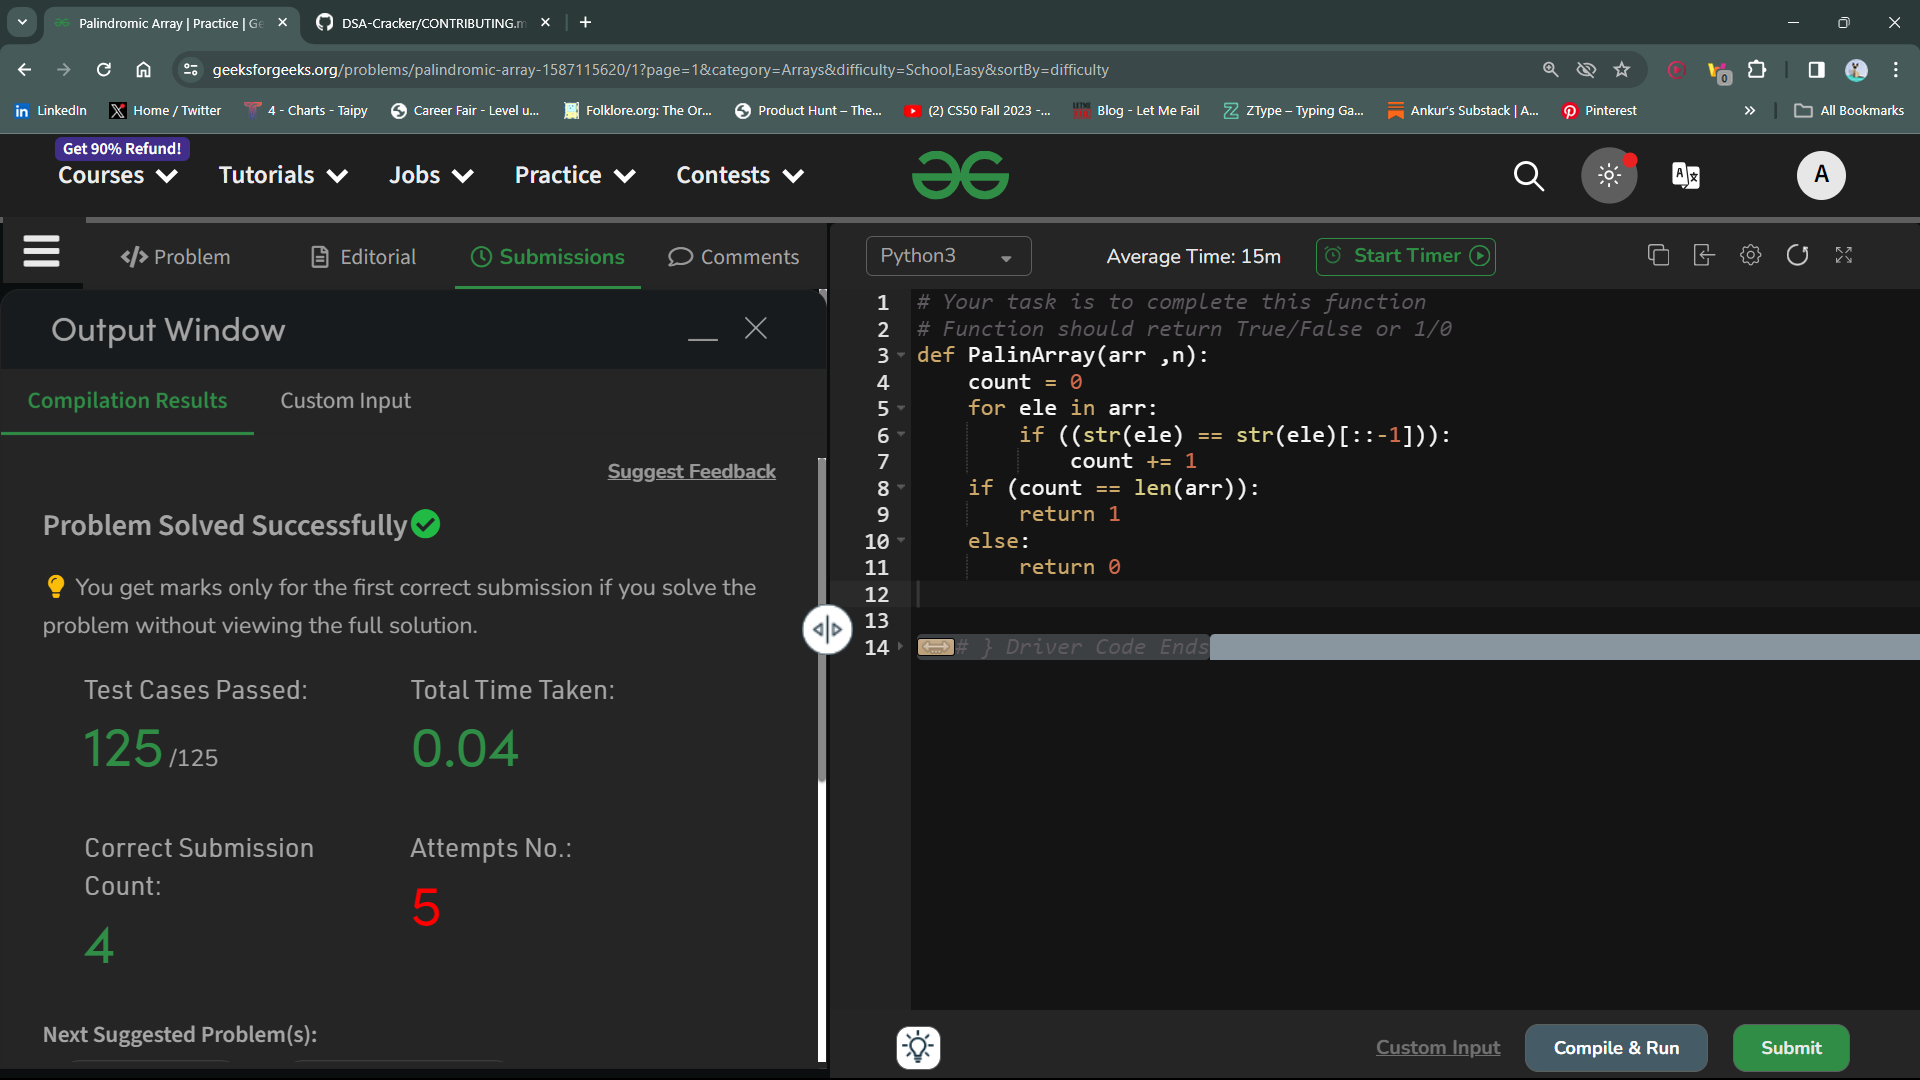 Palindromic Array | Practice | Ge
DSA-Cracker/CONTRIBUTING.m
geeksforgeeks.org/problems/palindromic-array-1587115620/1?page=1&category=Arrays&difficulty=School,Easy&sortBy=difficulty
0
LinkedIn
Home / Twitter
4 - Charts - Taipy
Career Fair - Level u...
Folklore.org: The Or...
Product Hunt – The...
(2) CS50 Fall 2023 -...
Blog - Let Me Fail
ZType – Typing Ga...
Ankur's Substack | A...
Pinterest
»
All Bookmarks
Get 90% Refund!
Courses
Tutorials
Jobs
Practice
Contests
A
Problem
Editorial
Submissions
Comments
Python3
Average Time: 15m
Start Timer
Output Window
Compilation Results
Custom Input
Suggest Feedback
Problem Solved Successfully
You get marks only for the first correct submission if you solve the
problem without viewing the full solution.
Test Cases Passed:
125 /125
Total Time Taken:
0.04
Correct Submission
Count:
4
Attempts No.:
5
Next Suggested Problem(s):
1 # Your task is to complete this function
2 # Function should return True/False or 1/0
3 def PalinArray(arr ,n):
4 count = 0
5 for ele in arr:
6 if ((str(ele) == str(ele)[::-1])):
7 count += 1
8 if (count == len(arr)):
9 return 1
10 else:
11 return 0
12
13
14 # } Driver Code Ends
Custom Input
Compile & Run
Submit